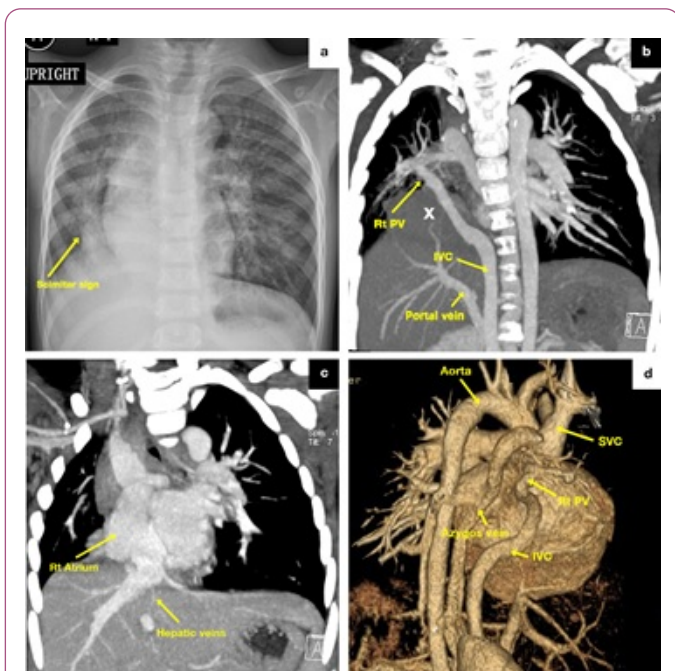 a
UPRIGHT
Scimiter sign
b
Rt PV
X
IVC
Portal vein
A
c
Rt Atrium
Hepatic veins
A
d
Aorta
SVC
Rt PV
Azygos vein
IVC